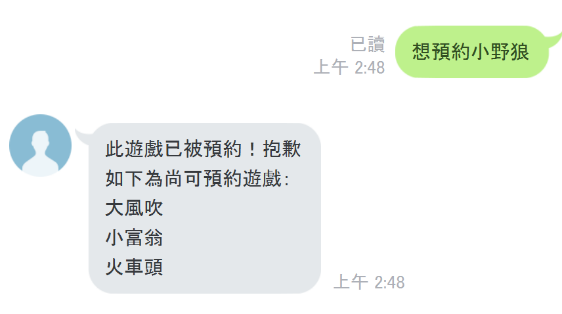 已讀
上午 2:48
想預約小野狼
此遊戲已被預約！抱歉
如下為尚可預約遊戲:
大風吹
小富翁
火車頭
上午 2:48